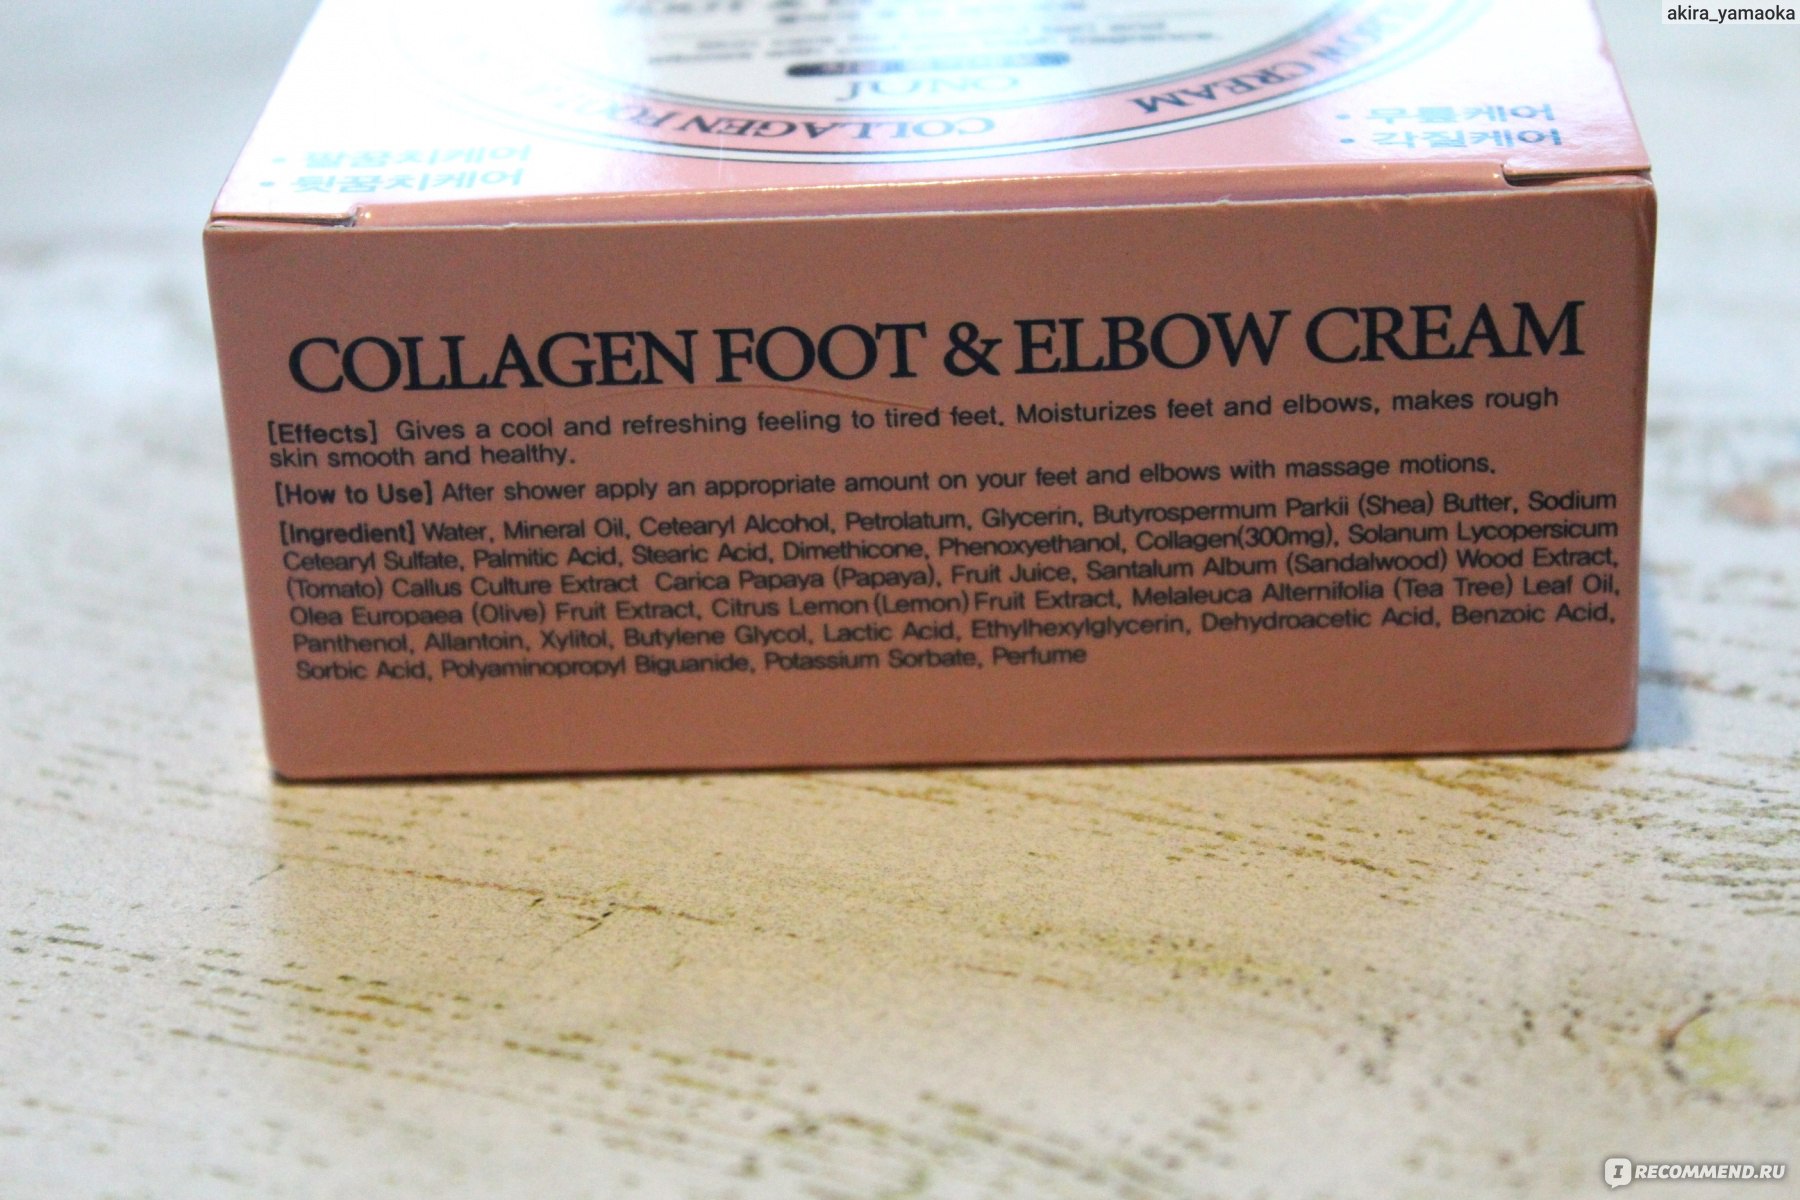 akira_yamaoka
JUNO
COLLAGEN FOO
CREAM
• 무릎케어
• 각질케어
• 팔꿈치케어
• 뒷꿈치케어
COLLAGEN FOOT & ELBOW CREAM
[Effects] Gives a cool and refreshing feeling to tired feet. Moisturizes feet and elbows, makes rough
skin smooth and healthy.
[How to Use] After shower apply an appropriate amount on your feet and elbows with massage motions.
[Ingredient] Water, Mineral Oil, Cetearyl Alcohol, Petrolatum, Glycerin, Butyrospermum Parkii (Shea) Butter, Sodium
Cetearyl Sulfate, Palmitic Acid, Stearic Acid, Dimethicone, Phenoxyethanol, Collagen(300mg), Solanum Lycopersicum
(Tomato) Callus Culture Extract Carica Papaya (Papaya), Fruit Juice, Santalum Album (Sandalwood) Wood Extract,
Olea Europaea (Olive) Fruit Extract, Citrus Lemon (Lemon) Fruit Extract, Melaleuca Alternifolia (Tea Tree) Leaf Oil,
Panthenol, Allantoin, Xylitol, Butylene Glycol, Lactic Acid, Ethylhexylglycerin, Dehydroacetic Acid, Benzoic Acid,
Sorbic Acid, Polyaminopropyl Biguanide, Potassium Sorbate, Perfume
I RECOMMEND.RU